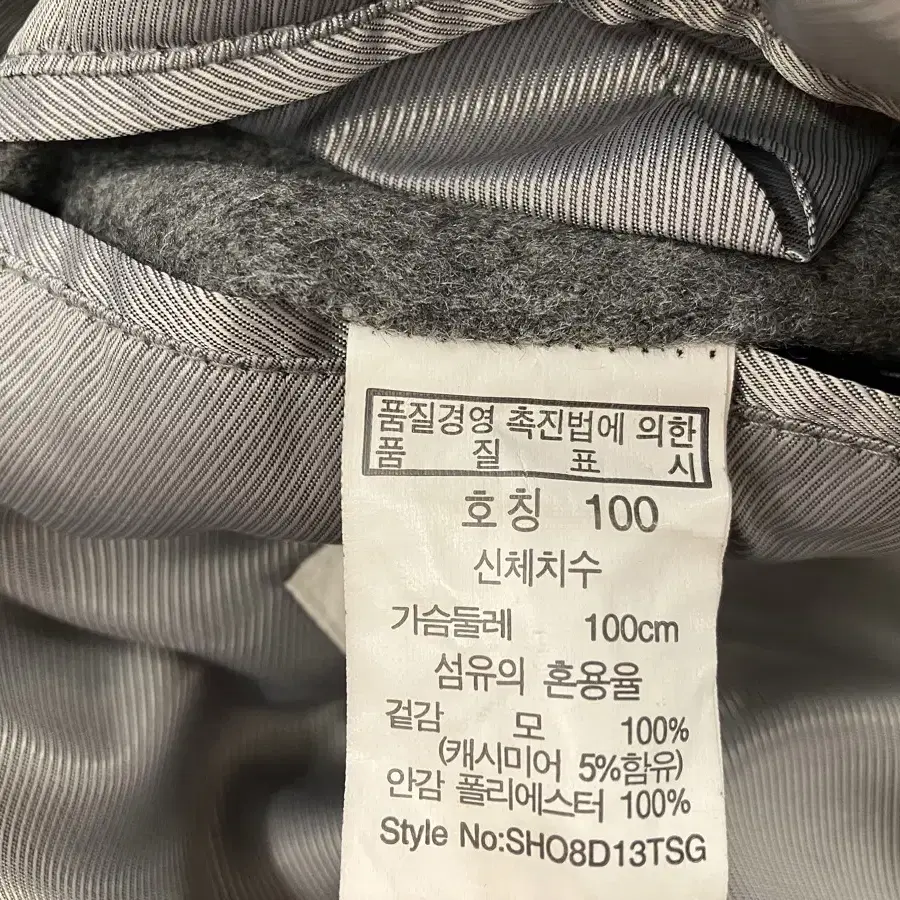 품질경영 촉진법에 의한
품 질 표 시
호칭 100
신체치수
가슴둘레 100cm
섬유의 혼용율
겉감 모 100%
(캐시미어 5%함유)
안감 폴리에스터 100%
Style No:SHO8D13TSG